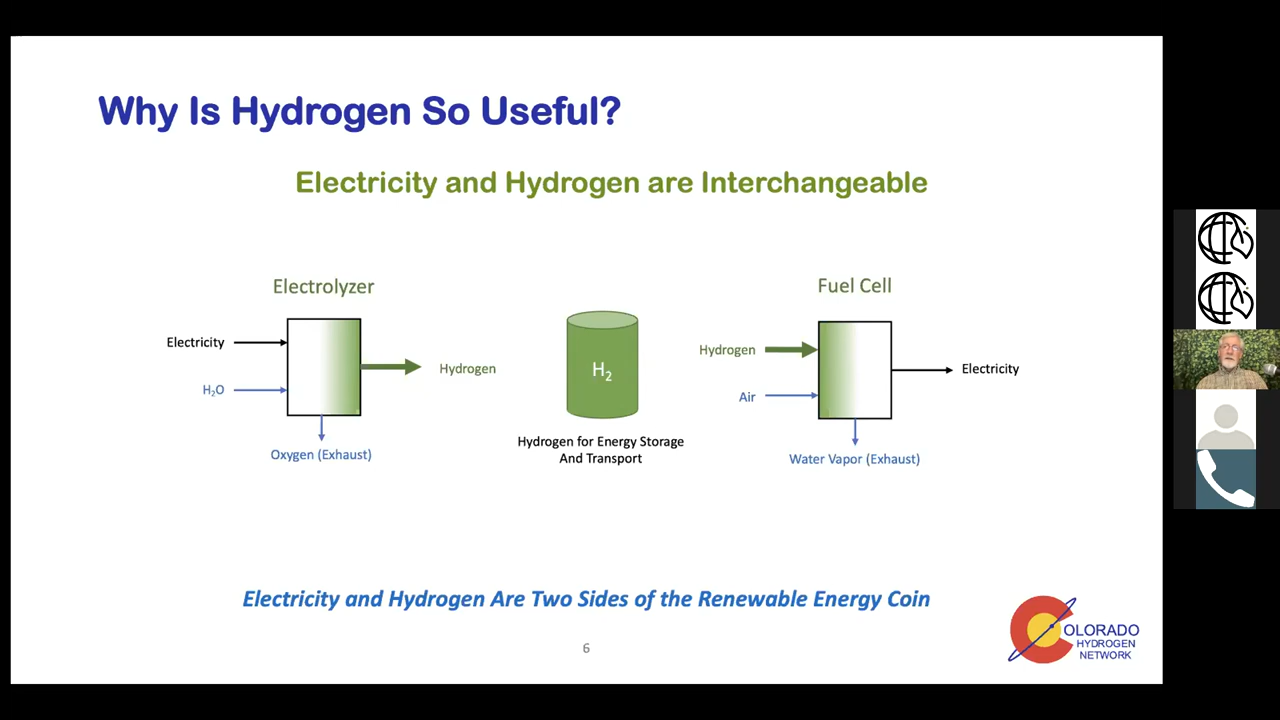 Why Is Hydrogen So Useful?
Electricity and Hydrogen are Interchangeable
Electrolyzer
Electricity
H₂O
Hydrogen
Oxygen (Exhaust)
H₂
Hydrogen for Energy Storage
And Transport
Fuel Cell
Hydrogen
Air
Electricity
Water Vapor (Exhaust)
Electricity and Hydrogen Are Two Sides of the Renewable Energy Coin
6
COLORADO
HYDROGEN
NETWORK